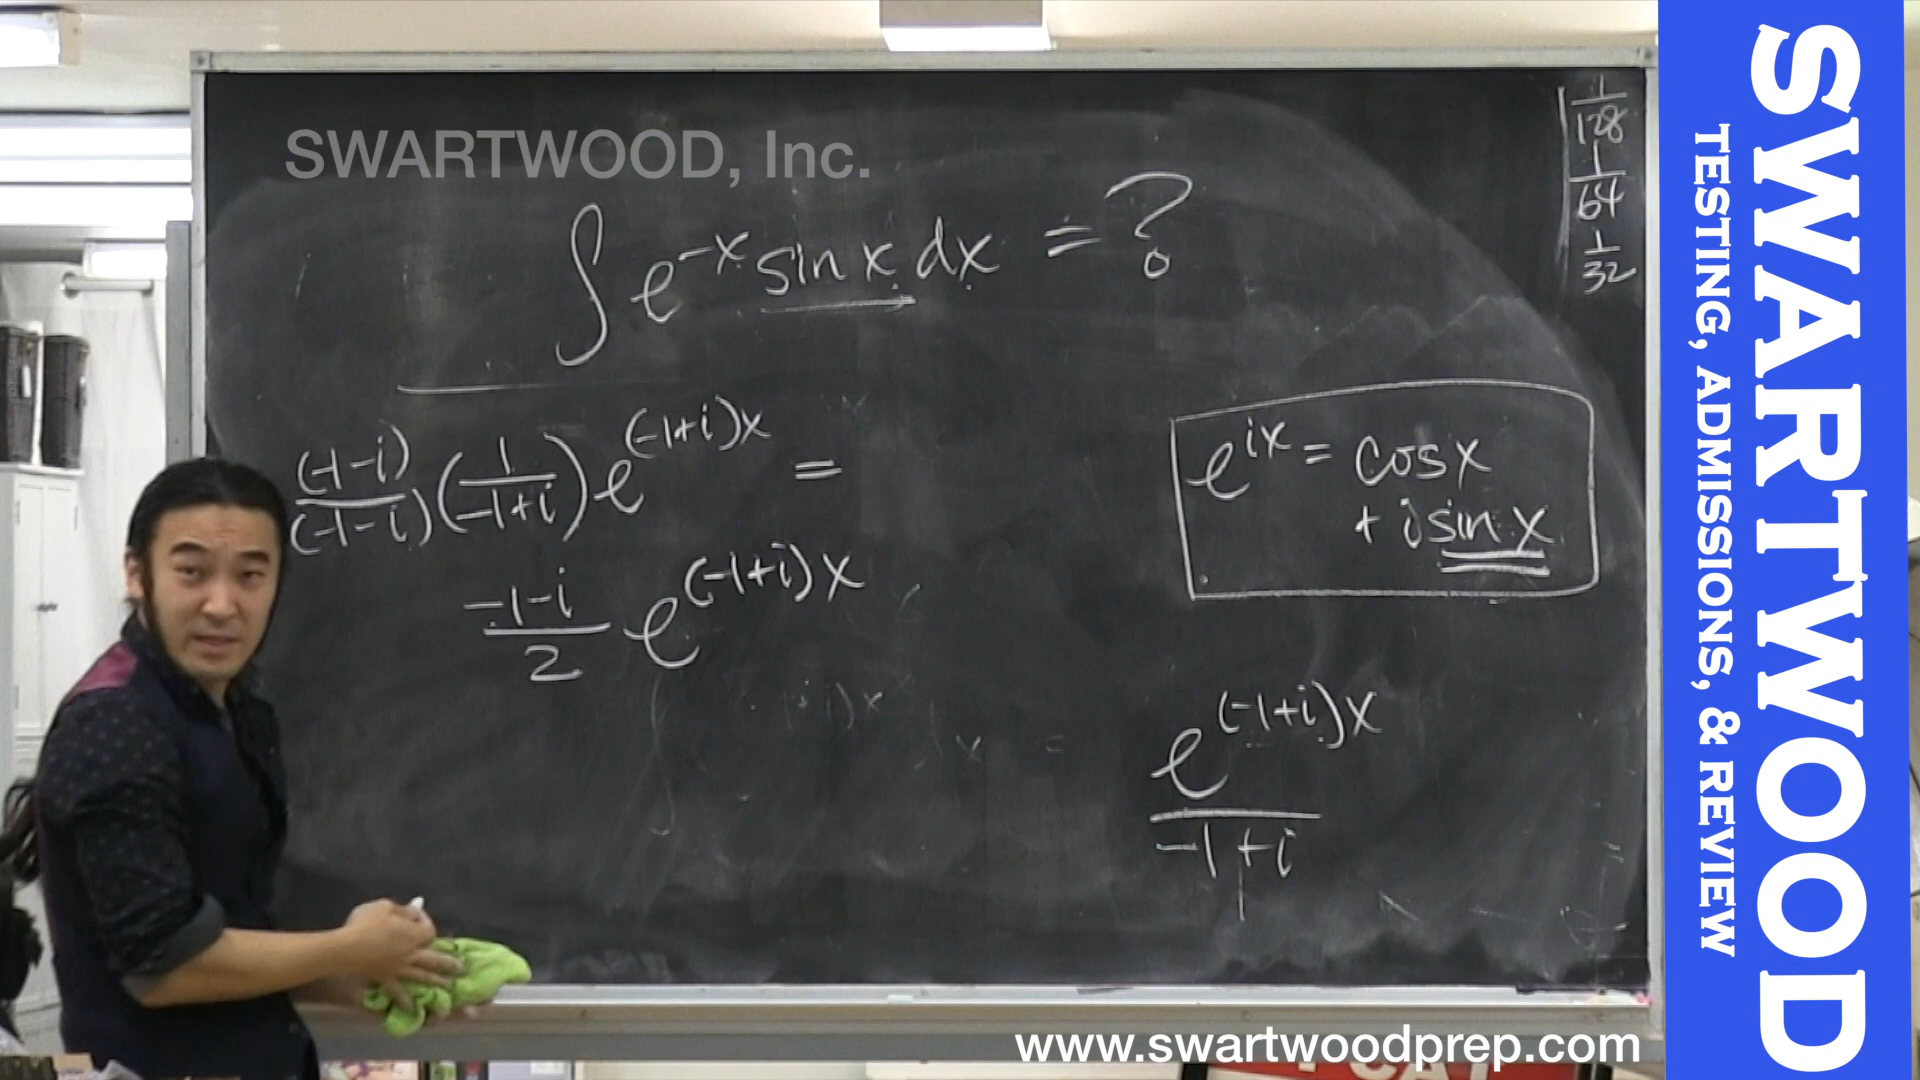 SWARTWOOD, Inc.
∫ e^{-x} sin x dx = ?
1/128
1/64
1/32
(-1-i)/(-1-i) (1/(-1+i)) e^{(-1+i)x} =
(-1-i)/2 e^{(-1+i)x}
e^{ix} = cos x
+ i sin x
e^{(-1+i)x}/(-1+i)
www.swartwoodprep.com
SWARTWOOD
TESTING, ADMISSIONS, & REVIEW